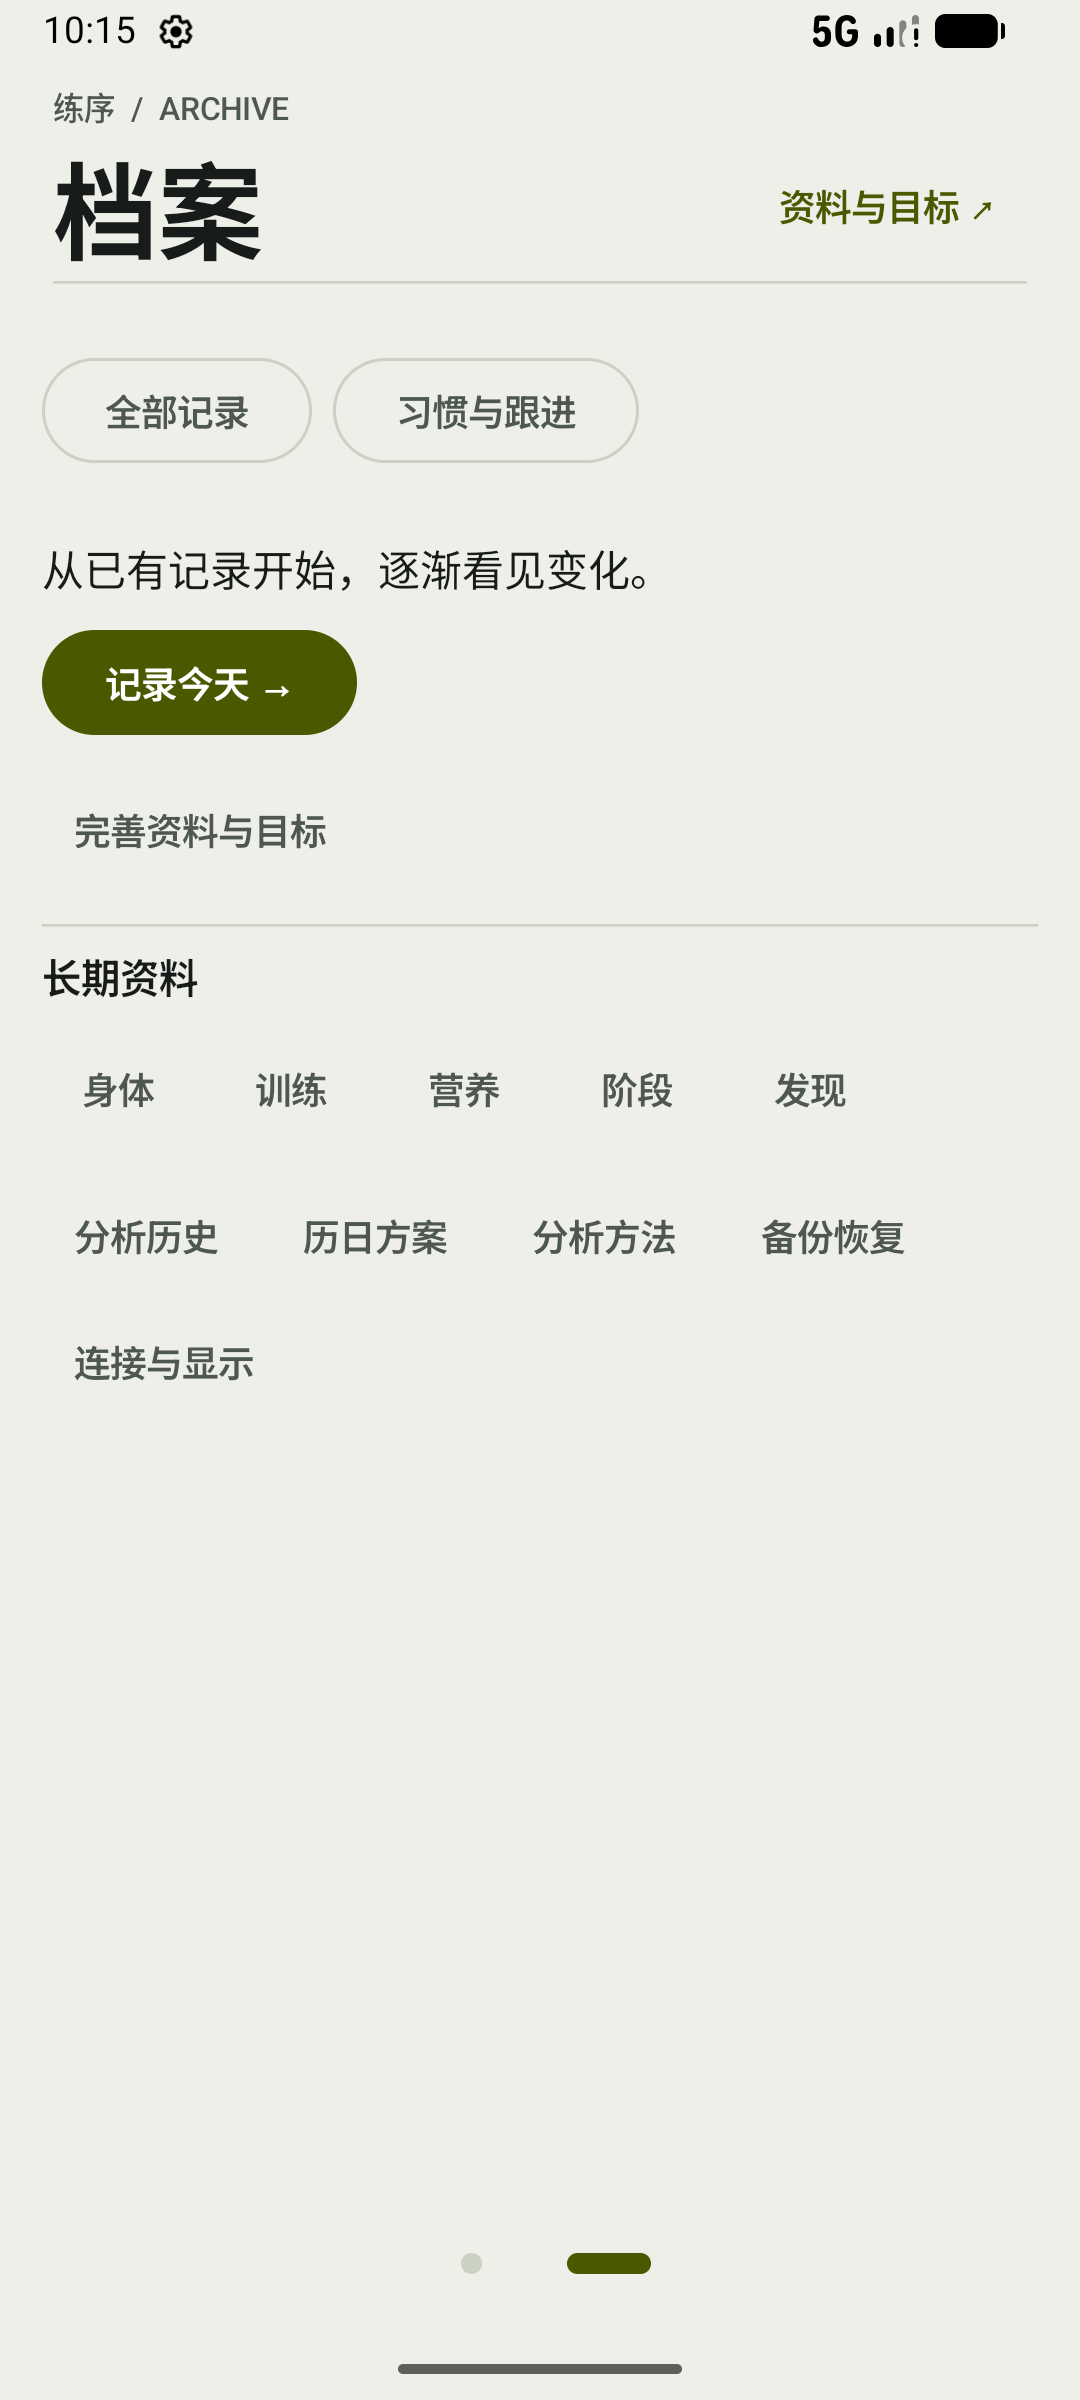 10:15 5G
练序 / ARCHIVE
档案
资料与目标 ↗
全部记录 习惯与跟进
从已有记录开始，逐渐看见变化。
记录今天 →
完善资料与目标
长期资料
身体 训练 营养 阶段 发现
分析历史 历日方案 分析方法 备份恢复
连接与显示